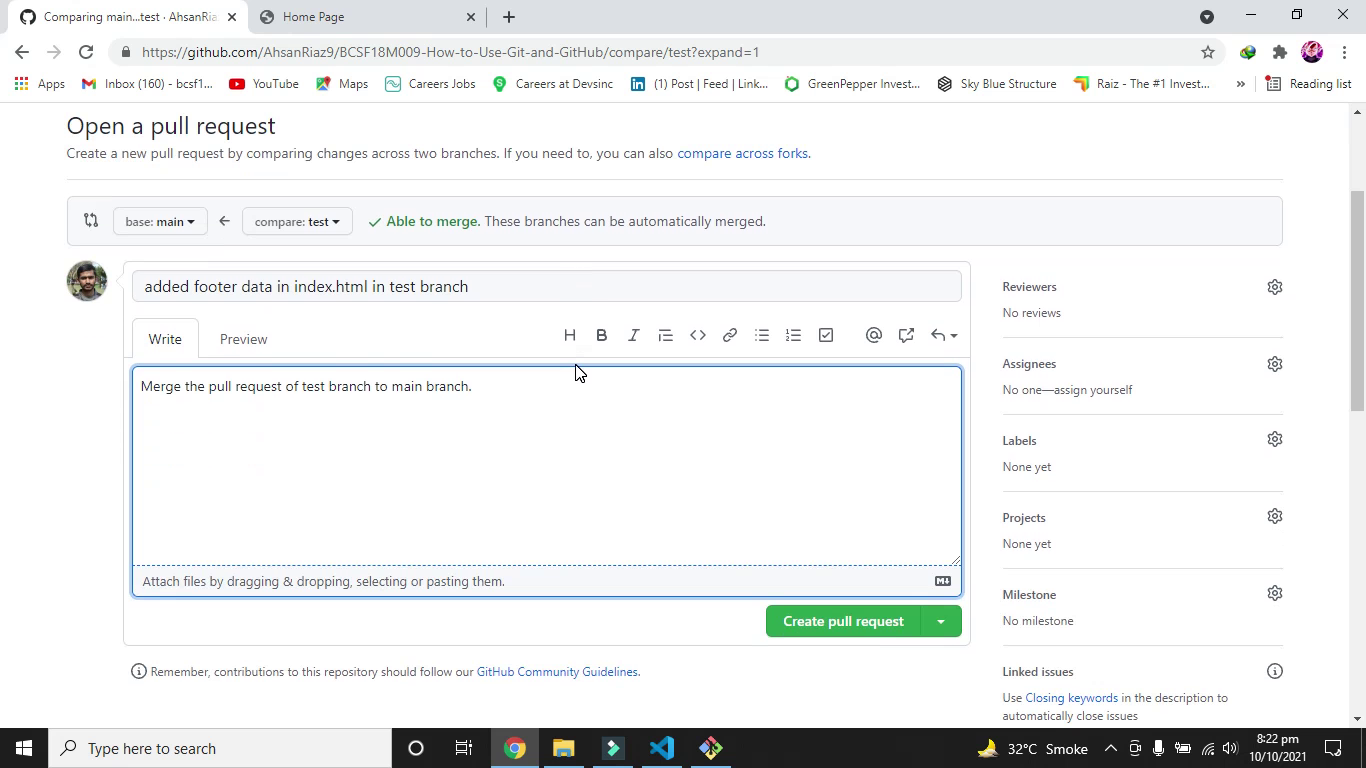 Comparing main...test · AhsanRia
Home Page
https://github.com/AhsanRiaz9/BCSF18M009-How-to-Use-Git-and-GitHub/compare/test?expand=1
Apps
Inbox (160) - bcsf1...
YouTube
Maps
Careers Jobs
Careers at Devsinc
(1) Post | Feed | Link...
GreenPepper Invest...
Sky Blue Structure
Raiz - The #1 Invest...
»
Reading list
Open a pull request
Create a new pull request by comparing changes across two branches. If you need to, you can also compare across forks.
base: main
compare: test
Able to merge. These branches can be automatically merged.
added footer data in index.html in test branch
Write
Preview
Merge the pull request of test branch to main branch.
Attach files by dragging & dropping, selecting or pasting them.
Create pull request
Remember, contributions to this repository should follow our GitHub Community Guidelines.
Reviewers
No reviews
Assignees
No one—assign yourself
Labels
None yet
Projects
None yet
Milestone
No milestone
Linked issues
Use Closing keywords in the description to
automatically close issues
Type here to search
32°C Smoke
8:22 pm
10/10/2021